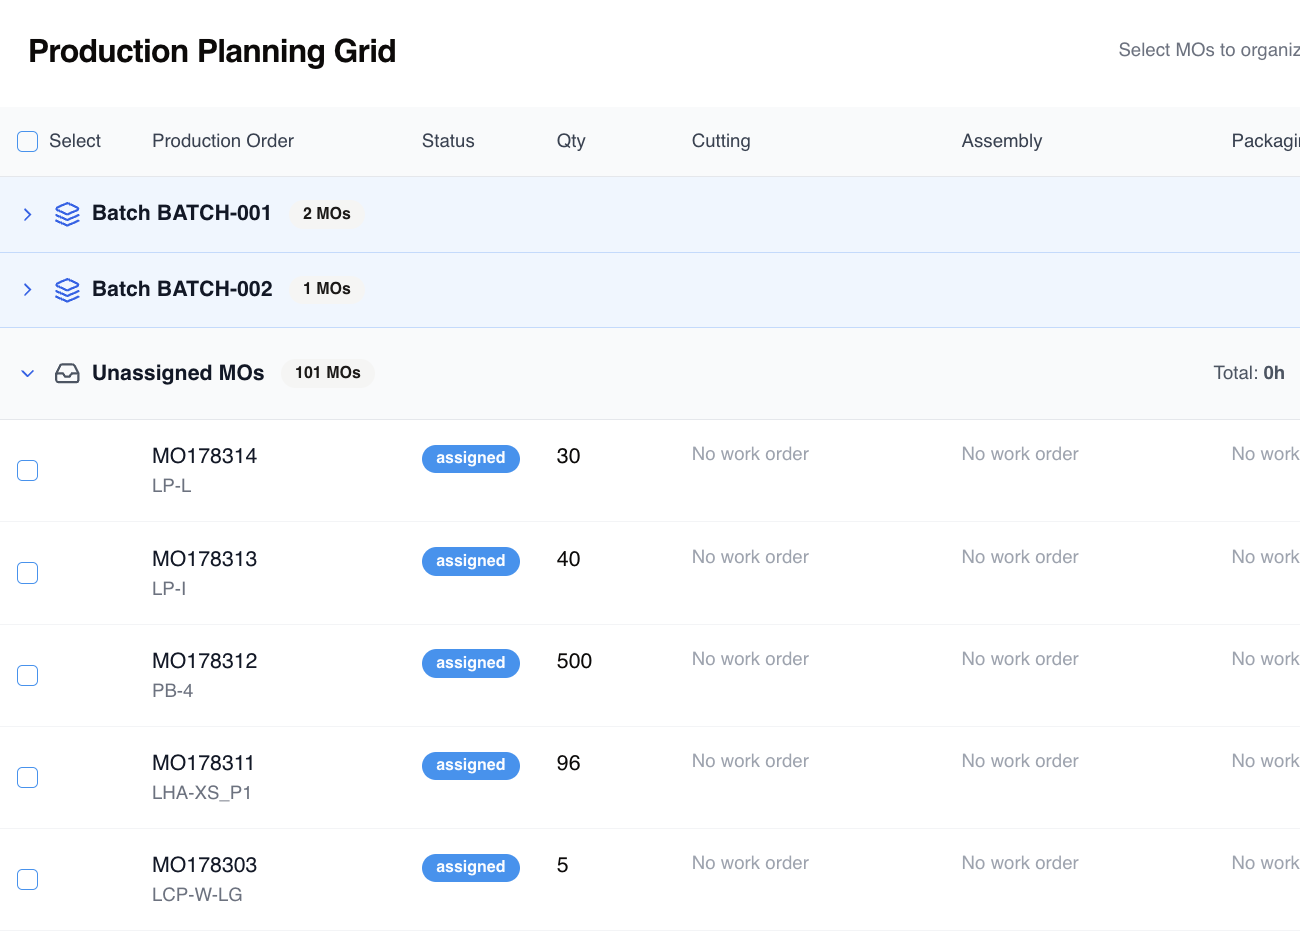 Production Planning Grid
Select MOs to organiz
Select Production Order Status Qty Cutting Assembly Packagin
Batch BATCH-001 2 MOs
Batch BATCH-002 1 MOs
Unassigned MOs 101 MOs Total: 0h
MO178314 assigned 30 No work order No work order No work
LP-L
MO178313 assigned 40 No work order No work order No work
LP-I
MO178312 assigned 500 No work order No work order No work
PB-4
MO178311 assigned 96 No work order No work order No work
LHA-XS_P1
MO178303 assigned 5 No work order No work order No work
LCP-W-LG